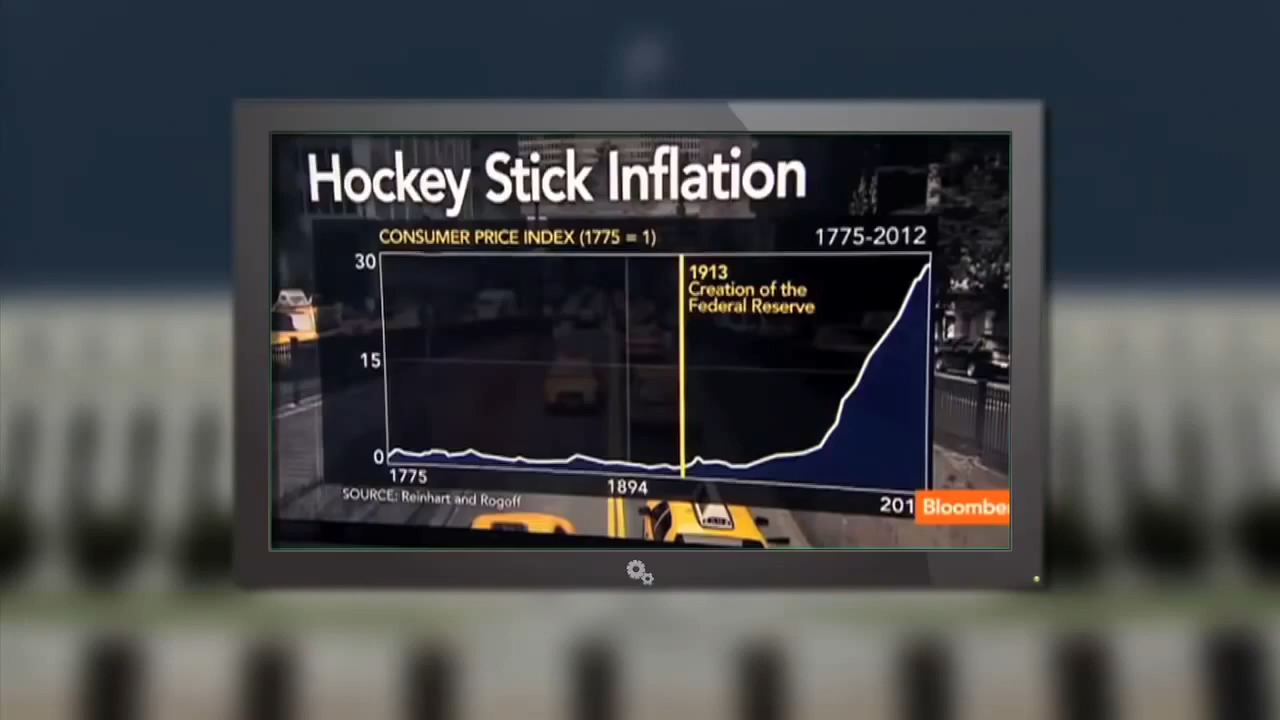 Hockey Stick Inflation
CONSUMER PRICE INDEX (1775 = 1)
1775-2012
30
1913
Creation of the
Federal Reserve
15
0
1775
1894
201
SOURCE: Reinhart and Rogoff
Bloombe